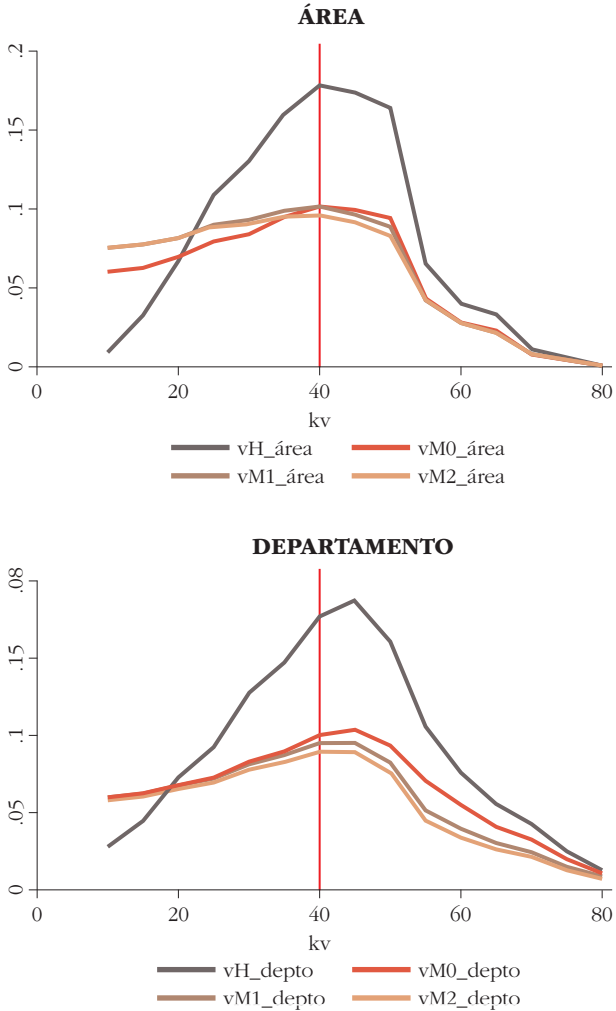 ÁREA
.2
.15
.1
.05
0
0 20 40 60 80
kv
vH_área vM0_área
vM1_área vM2_área
DEPARTAMENTO
.08
.15
.1
.05
0
0 20 40 60 80
kv
vH_depto vM0_depto
vM1_depto vM2_depto